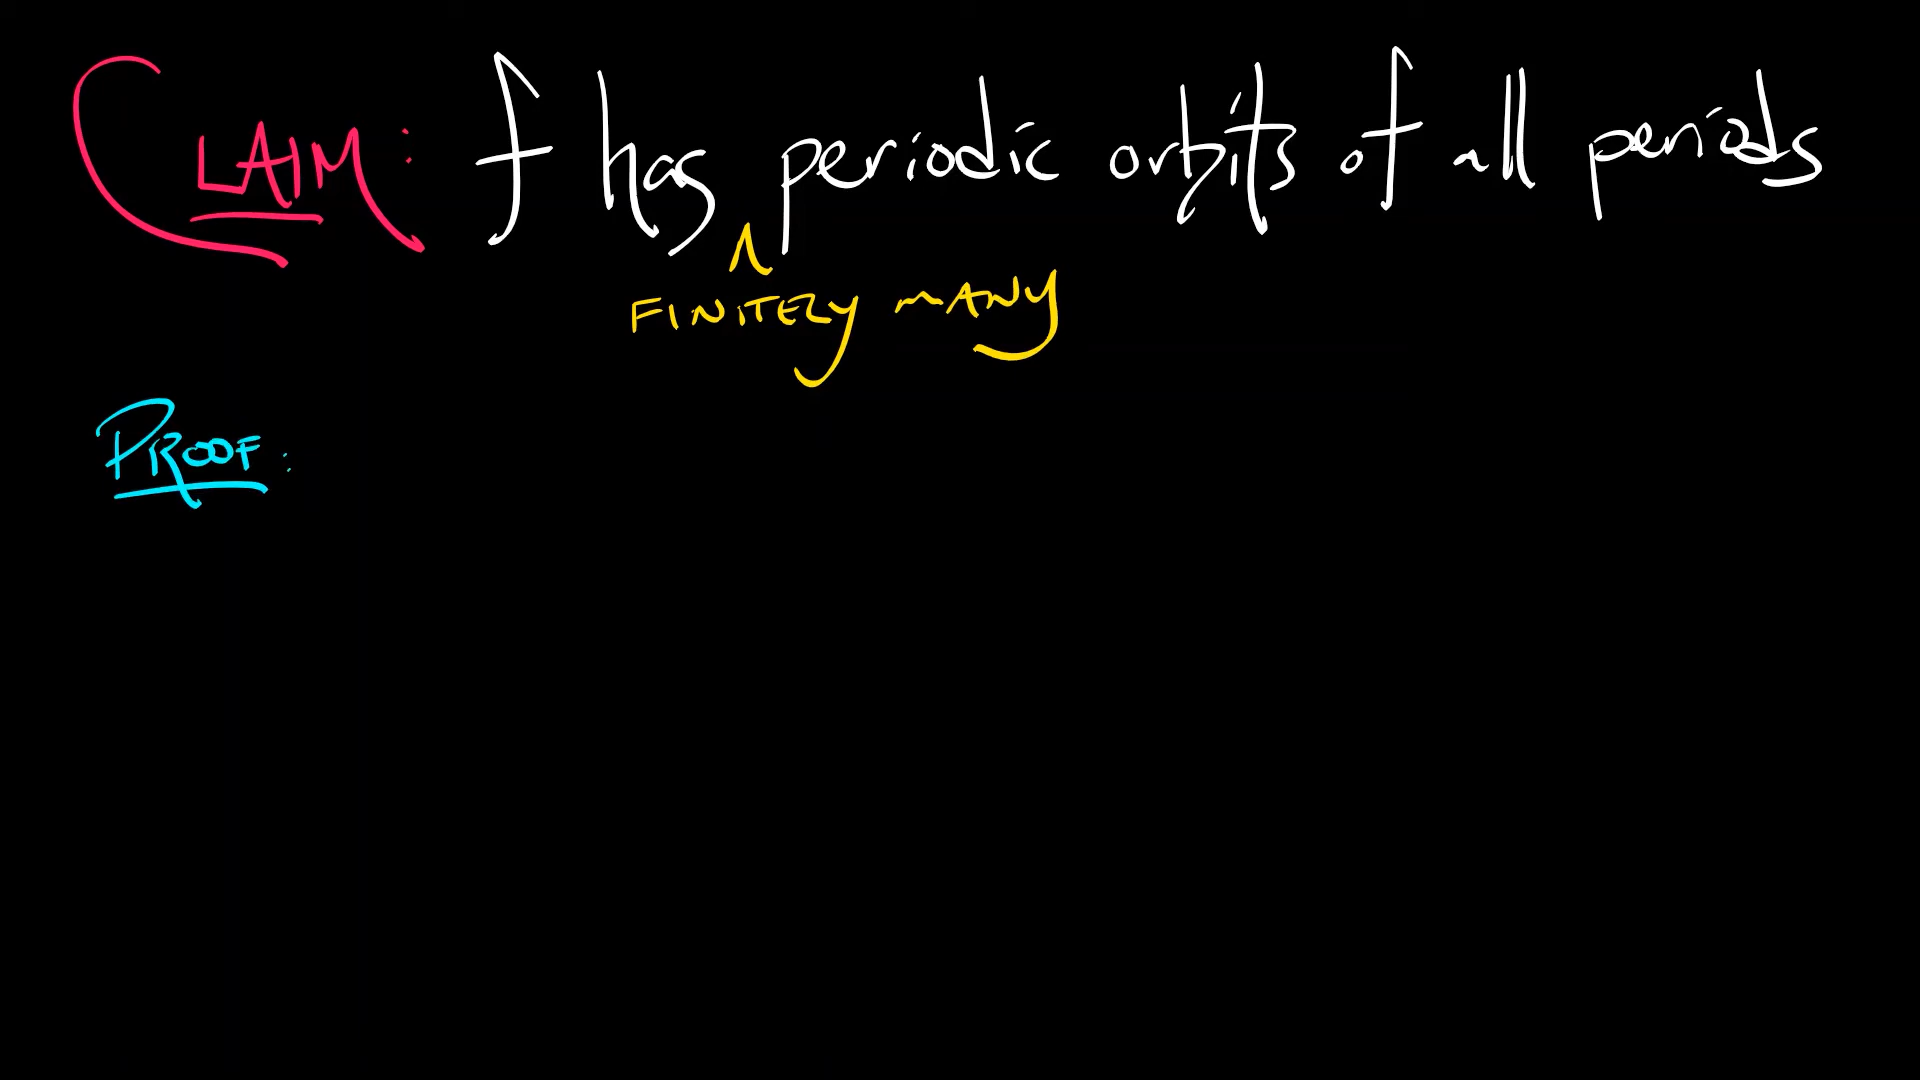 CLAIM: f has periodic orbits of all periods
^
FINITELY MANY
PROOF: